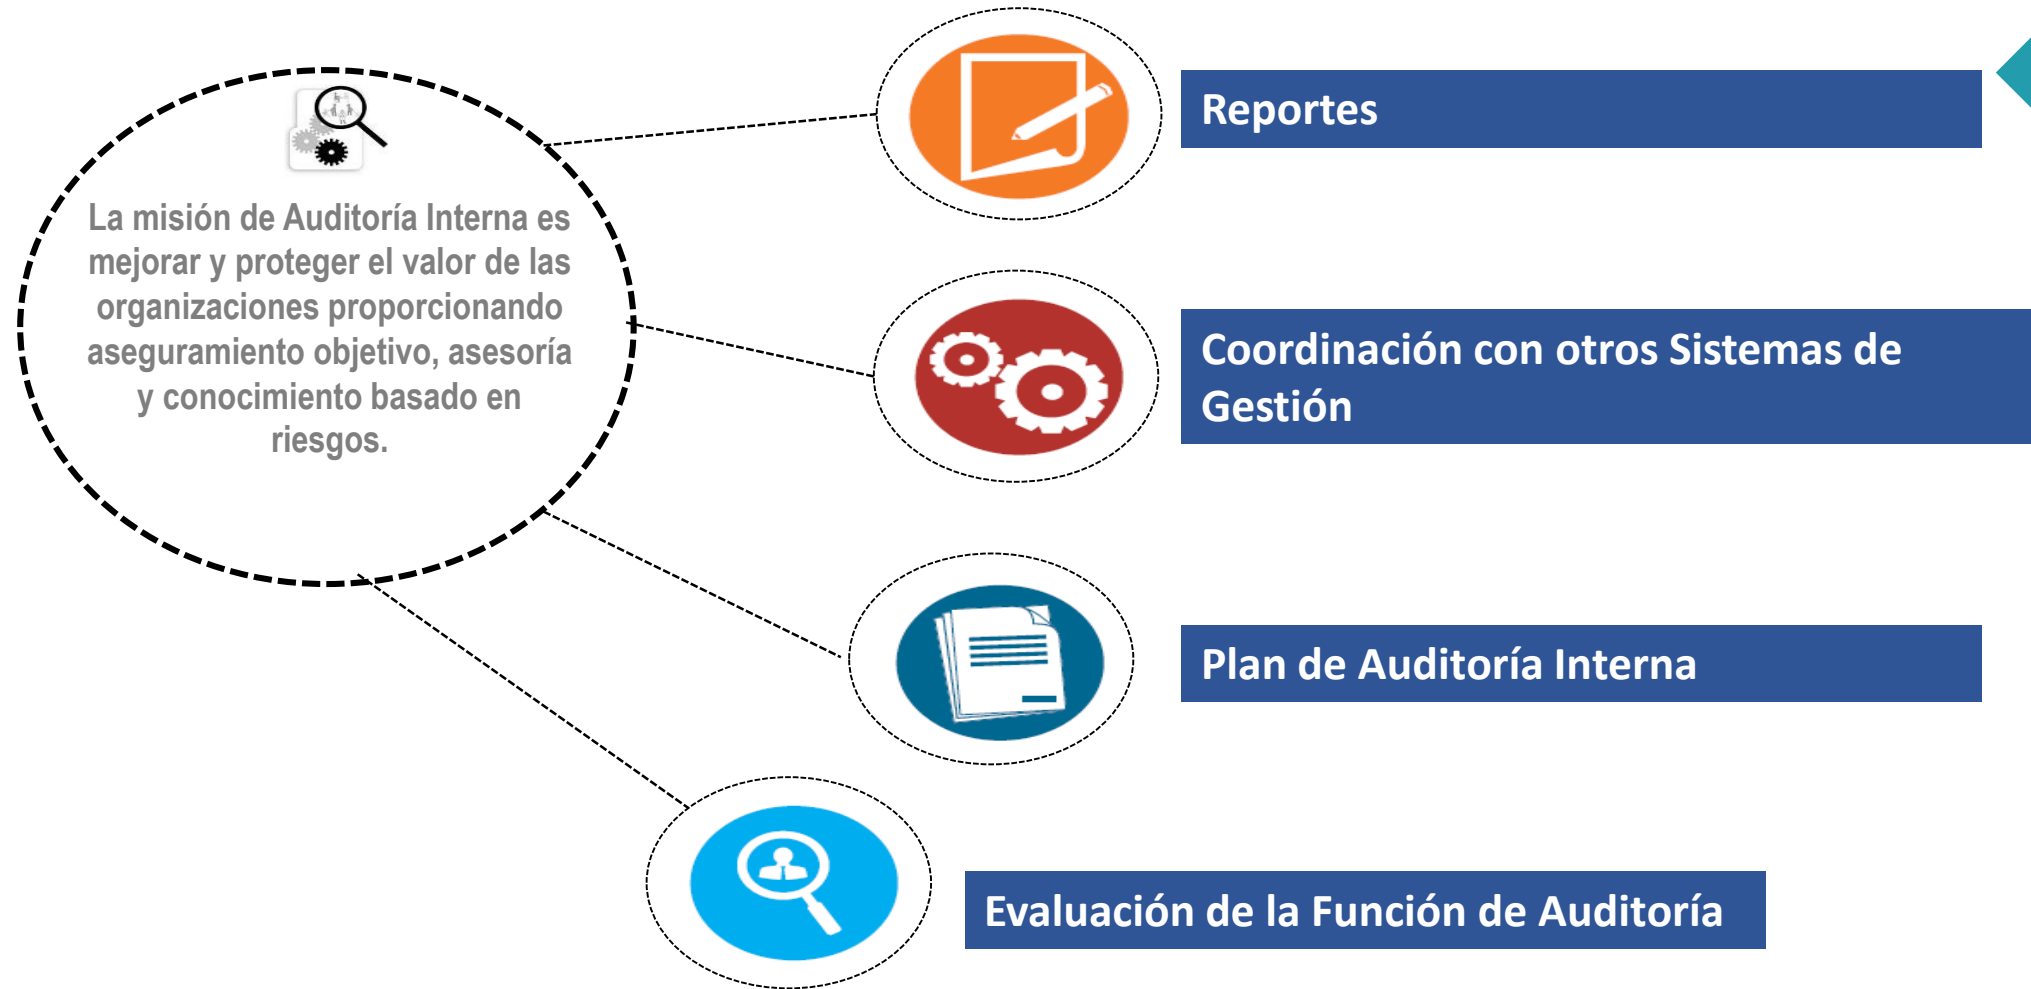 La misión de Auditoría Interna es
mejorar y proteger el valor de las
organizaciones proporcionando
aseguramiento objetivo, asesoría
y conocimiento basado en
riesgos.
Reportes
Coordinación con otros Sistemas de
Gestión
Plan de Auditoría Interna
Evaluación de la Función de Auditoría